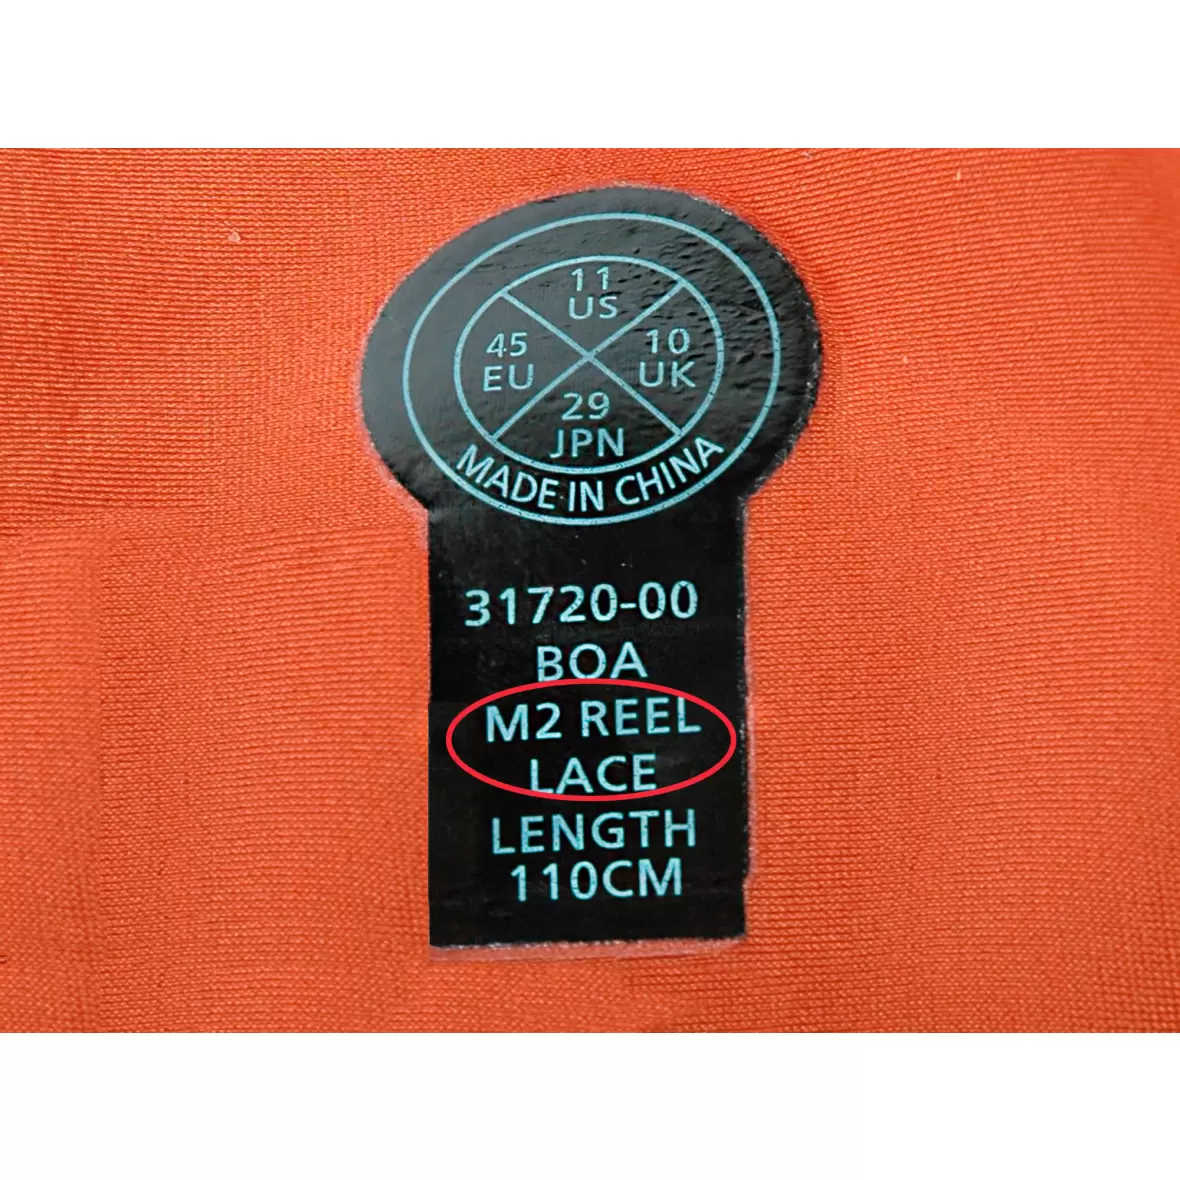 11
US
45
EU
10
UK
29
JPN
MADE IN CHINA
31720-00
BOA
M2 REEL
LACE
LENGTH
110CM